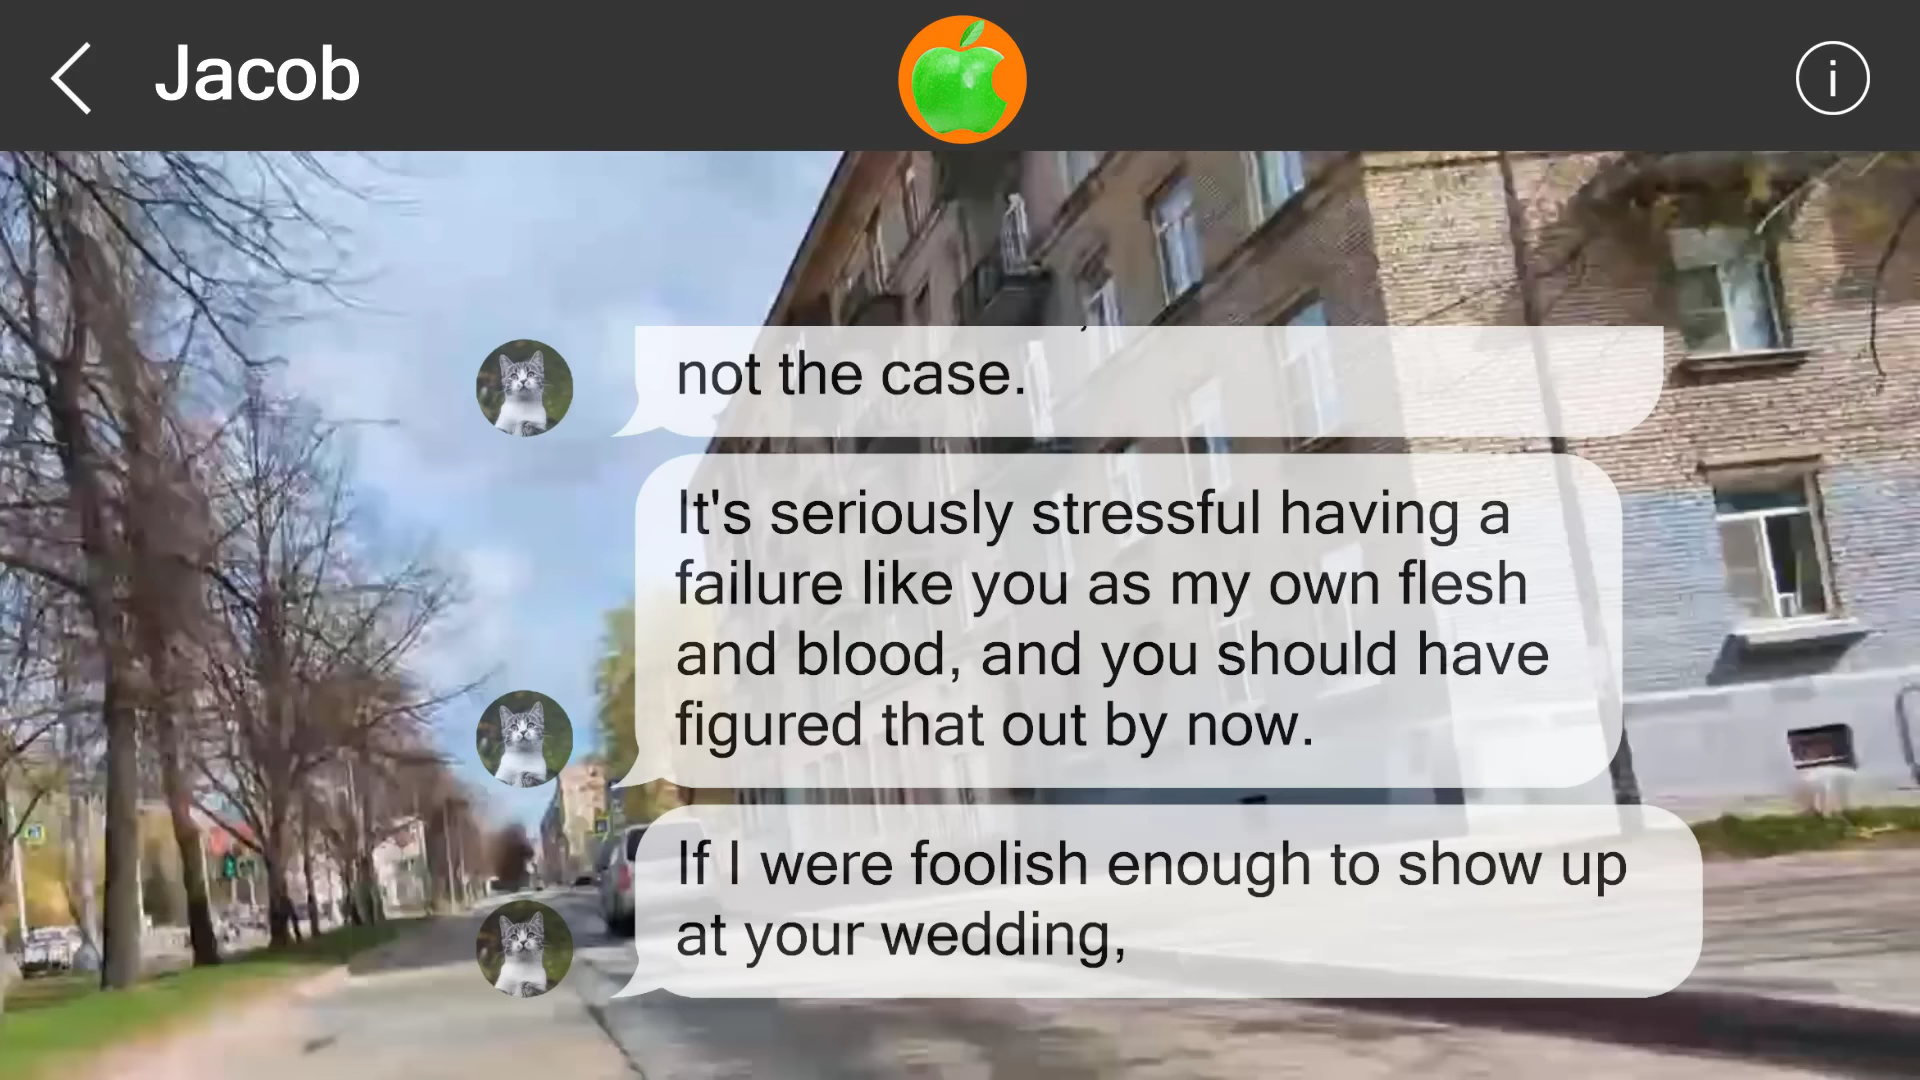 Jacob
not the case.
It's seriously stressful having a
failure like you as my own flesh
and blood, and you should have
figured that out by now.
If I were foolish enough to show up
at your wedding,